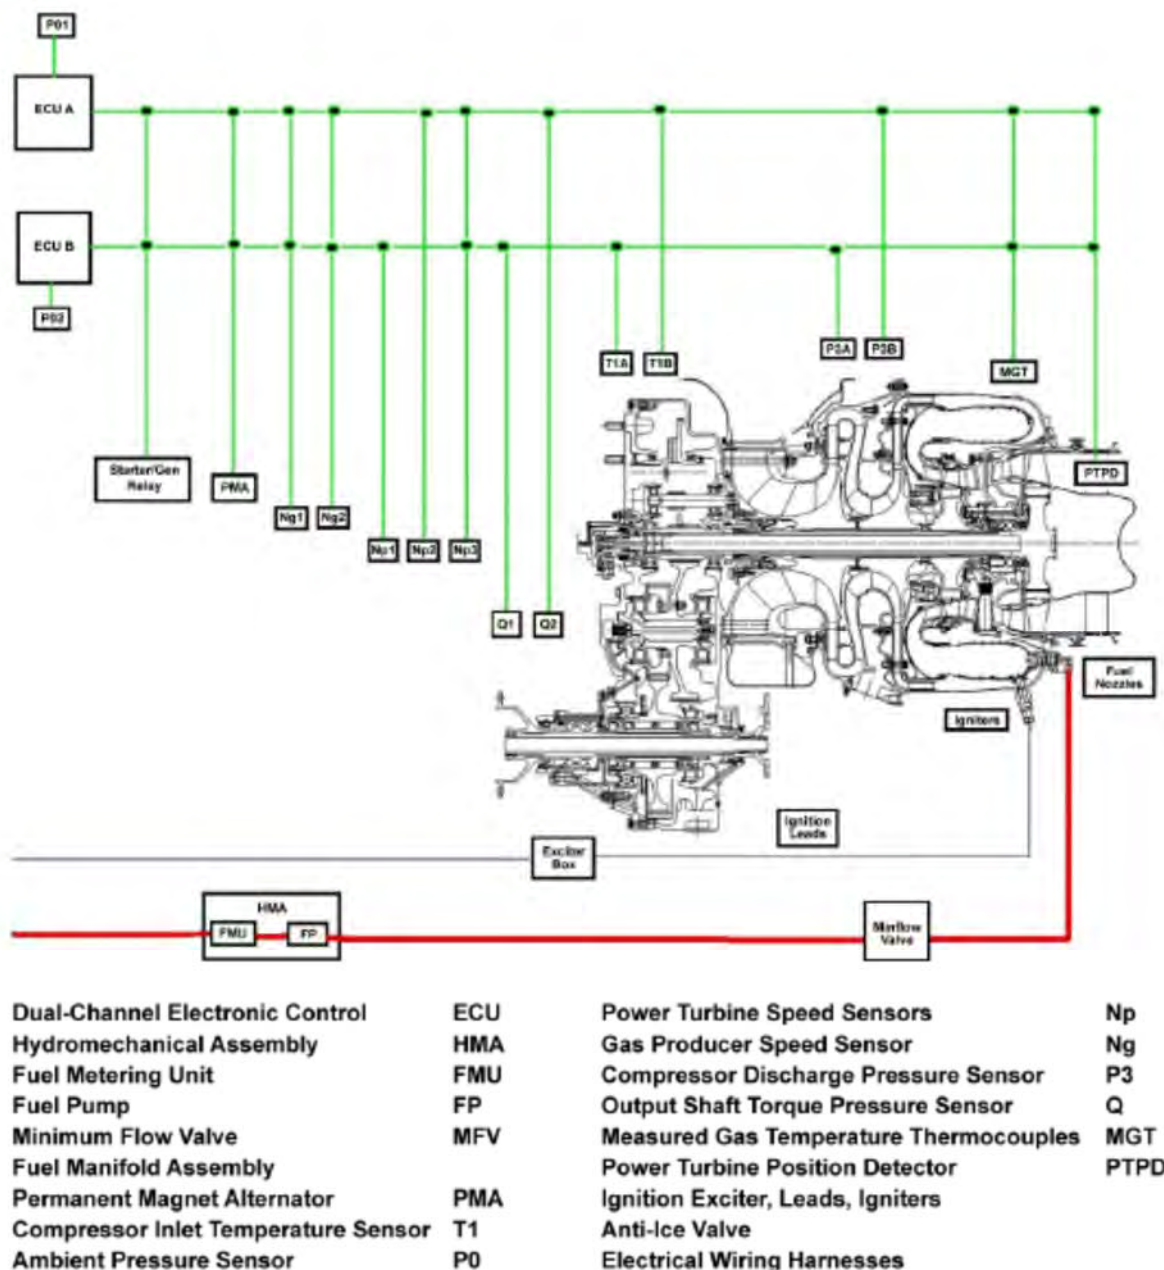 P01
ECU A
ECU B
P02
T1A
T1B
P3A
P3B
MGT
Starter/Gen
Relay
PMA
PTPD
Ng1
Ng2
Np1
Np2
Np3
Q1
Q2
Fuel
Nozzles
Igniters
Ignition
Leads
Exciter
Box
HMA
FMU
FP
Minflow
Valve
Dual-Channel Electronic Control ECU
Hydromechanical Assembly HMA
Fuel Metering Unit FMU
Fuel Pump FP
Minimum Flow Valve MFV
Fuel Manifold Assembly
Permanent Magnet Alternator PMA
Compressor Inlet Temperature Sensor T1
Ambient Pressure Sensor P0
Power Turbine Speed Sensors Np
Gas Producer Speed Sensor Ng
Compressor Discharge Pressure Sensor P3
Output Shaft Torque Pressure Sensor Q
Measured Gas Temperature Thermocouples MGT
Power Turbine Position Detector PTPD
Ignition Exciter, Leads, Igniters
Anti-Ice Valve
Electrical Wiring Harnesses